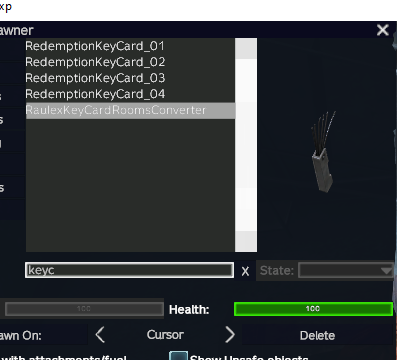 xp
awner
RedemptionKeyCard_01
RedemptionKeyCard_02
RedemptionKeyCard_03
RedemptionKeyCard_04
RaulexKeyCardRoomsConverter
keyc
x
State:
100
Health:
100
awn On:
<
Cursor
>
Delete
with attachments/fuel
Show Unsafe objects